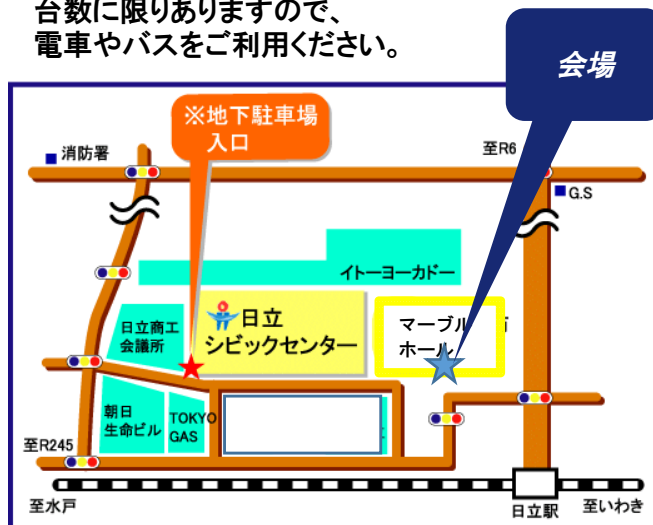 台数に限りありますので、
電車やバスをご利用ください。
会場
※地下駐車場
入口
消防署
至R6
G.S
イトーヨーカドー
日立商工
会議所
日立
シビックセンター
マーブル
ホール
朝日
生命ビル
TOKYO
GAS
至R245
至水戸
日立駅
至いわき